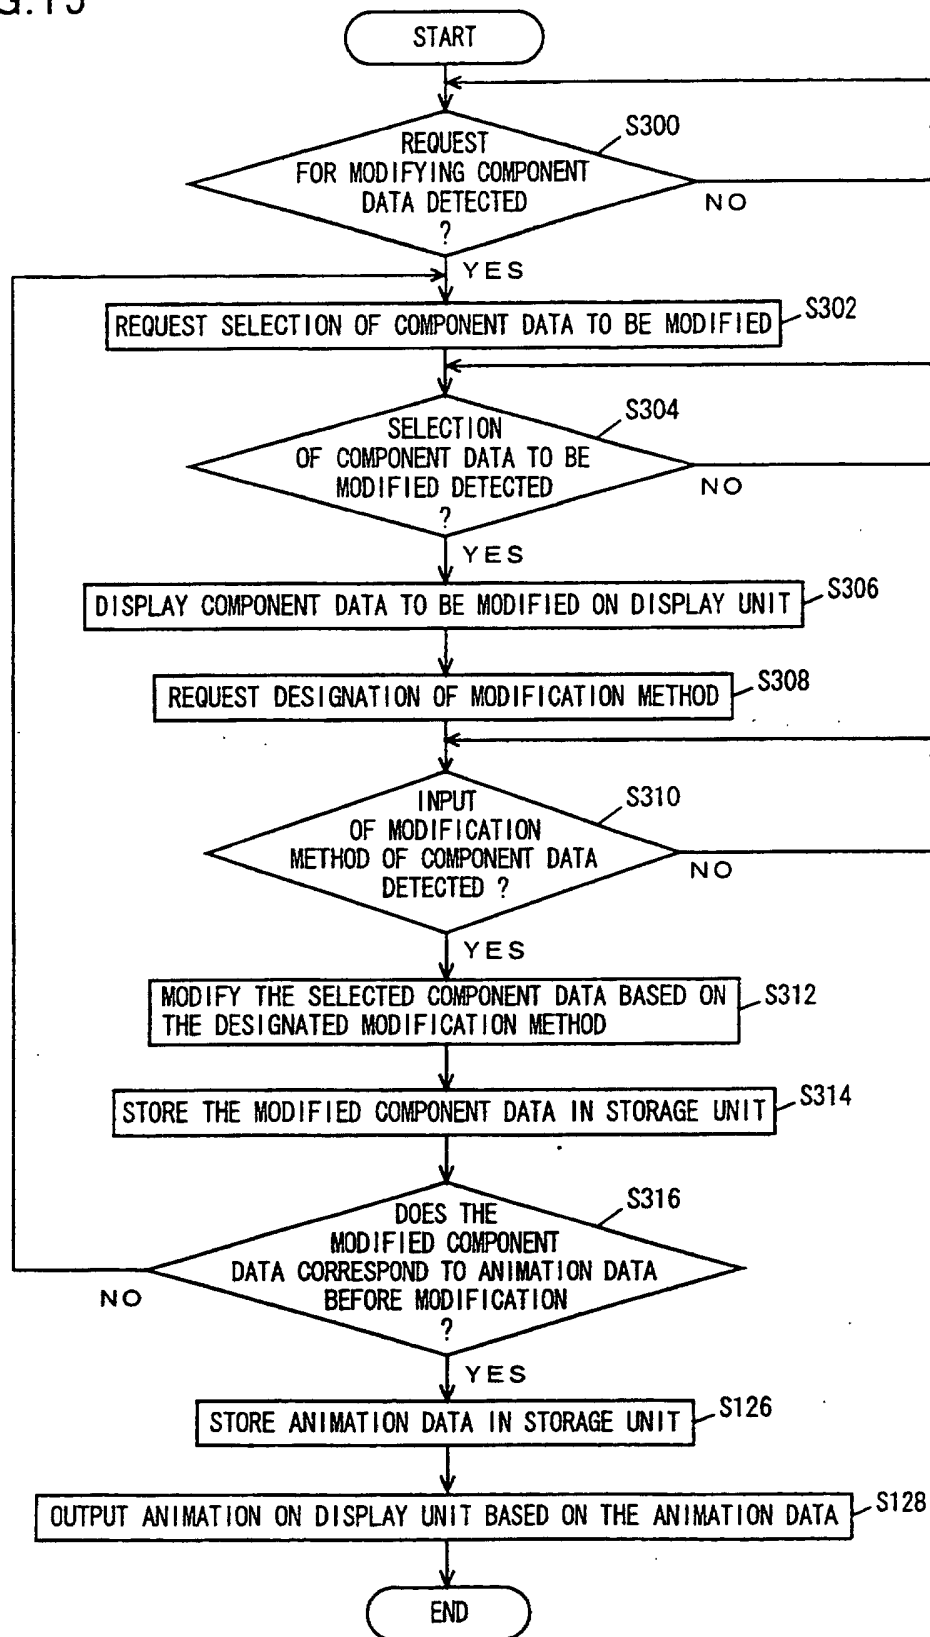 G.15
START
S300
REQUEST
FOR MODIFYING COMPONENT
DATA DETECTED
?
NO
YES
REQUEST SELECTION OF COMPONENT DATA TO BE MODIFIED
S302
S304
SELECTION
OF COMPONENT DATA TO BE
MODIFIED DETECTED
?
NO
YES
DISPLAY COMPONENT DATA TO BE MODIFIED ON DISPLAY UNIT
S306
REQUEST DESIGNATION OF MODIFICATION METHOD
S308
S310
INPUT
OF MODIFICATION
METHOD OF COMPONENT DATA
DETECTED ?
NO
YES
MODIFY THE SELECTED COMPONENT DATA BASED ON
THE DESIGNATED MODIFICATION METHOD
S312
STORE THE MODIFIED COMPONENT DATA IN STORAGE UNIT
S314
S316
DOES THE
MODIFIED COMPONENT
DATA CORRESPOND TO ANIMATION DATA
BEFORE MODIFICATION
?
NO
YES
STORE ANIMATION DATA IN STORAGE UNIT
S126
OUTPUT ANIMATION ON DISPLAY UNIT BASED ON THE ANIMATION DATA
S128
END